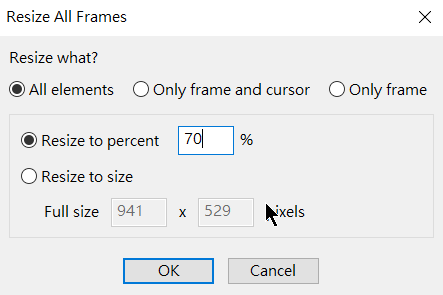 Resize All Frames
Resize what?
All elements Only frame and cursor Only frame
Resize to percent 70 %
Resize to size
Full size 941 x 529
OK Cancel